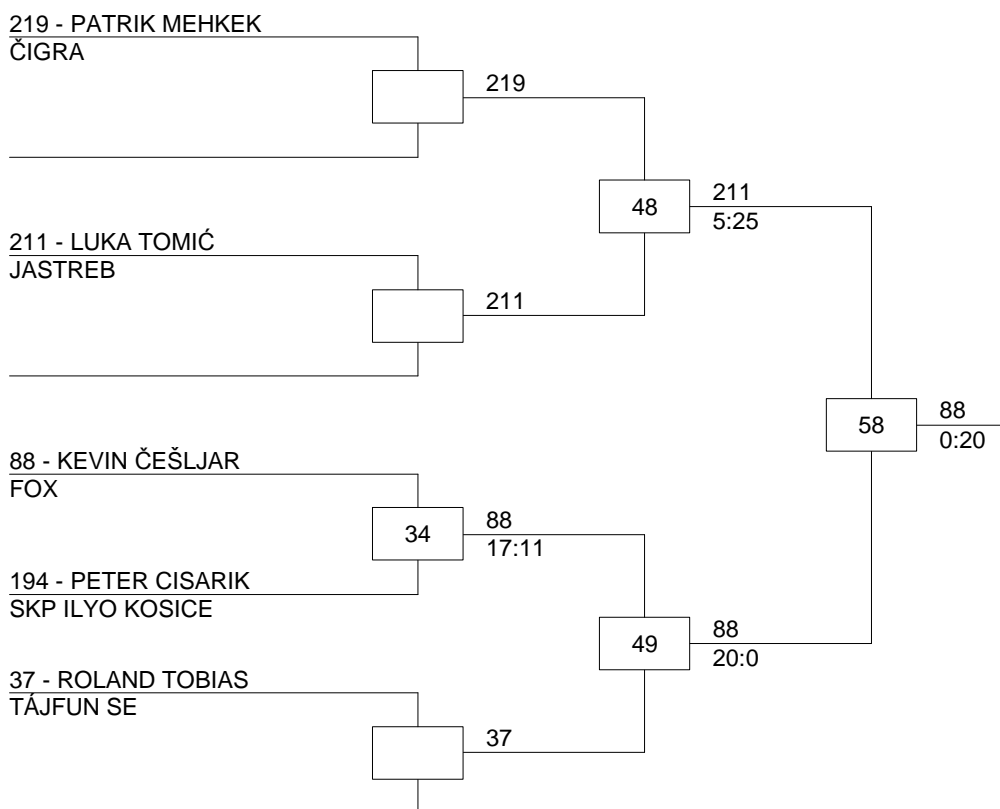 219 - PATRIK MEHKEK
ČIGRA
219
48
211
5:25
211 - LUKA TOMIĆ
JASTREB
211
58
88
0:20
88 - KEVIN ČEŠLJAR
FOX
34
88
17:11
194 - PETER CISARIK
SKP ILYO KOSICE
49
88
20:0
37 - ROLAND TOBIAS
TÁJFUN SE
37